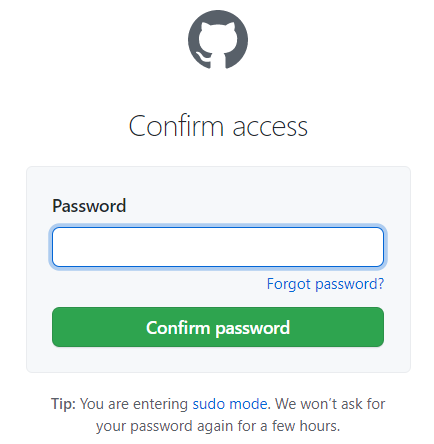 Confirm access
Password
Forgot password?
Confirm password
Tip: You are entering sudo mode. We won’t ask for
your password again for a few hours.